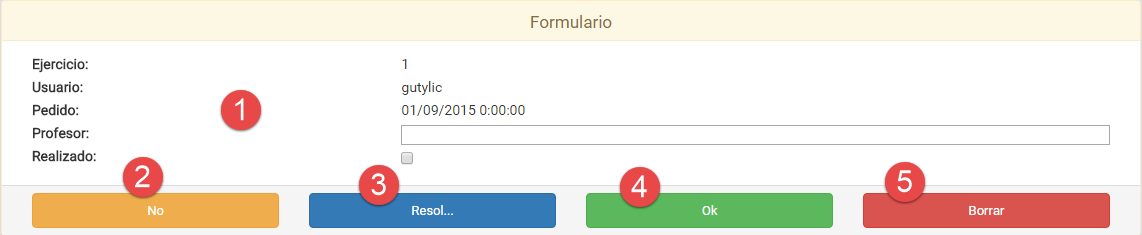 Formulario
Ejercicio: 1
Usuario: gutylic
Pedido: 01/09/2015 0:00:00
1
Profesor:
Realizado:
2 3 4 5
No Resol... Ok Borrar